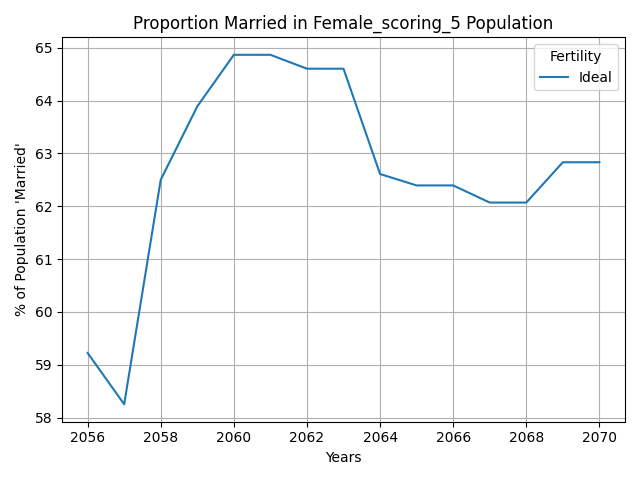 Proportion Married in Female_scoring_5 Population
% of Population 'Married'
65
64
63
62
61
60
59
58
Fertility
Ideal
2056 2058 2060 2062 2064 2066 2068 2070
Years